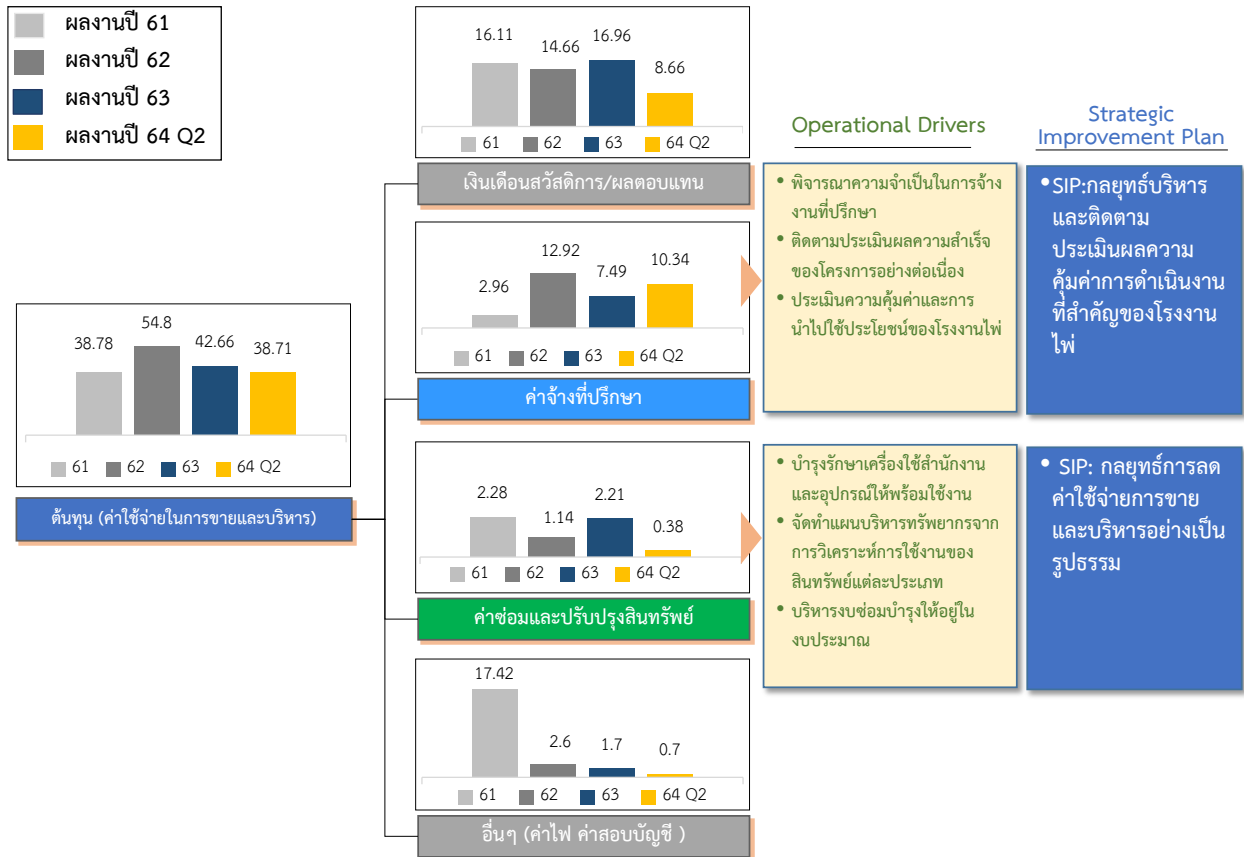 ผลงานปี 61
ผลงานปี 62
ผลงานปี 63
ผลงานปี 64 Q2
16.11
14.66
16.96
8.66
61 62 63 64 Q2
เงินเดือนสวัสดิการ/ผลตอบแทน
2.96
12.92
7.49
10.34
61 62 63 64 Q2
ค่าจ้างที่ปรึกษา
38.78
54.8
42.66
38.71
61 62 63 64 Q2
ต้นทุน (ค่าใช้จ่ายในการขายและบริหาร)
2.28
1.14
2.21
0.38
61 62 63 64 Q2
ค่าซ่อมและปรับปรุงสินทรัพย์
17.42
2.6
1.7
0.7
61 62 63 64 Q2
อื่นๆ (ค่าไฟ ค่าสอบบัญชี )
Operational Drivers
• พิจารณาความจำเป็นในการจ้าง
งานที่ปรึกษา
• ติดตามประเมินผลความสำเร็จ
ของโครงการอย่างต่อเนื่อง
• ประเมินความคุ้มค่าและการ
นำไปใช้ประโยชน์ของโรงงานไพ่
• บำรุงรักษาเครื่องใช้สำนักงาน
และอุปกรณ์ให้พร้อมใช้งาน
• จัดทำแผนบริหารทรัพยากรจาก
การวิเคราะห์การใช้งานของ
สินทรัพย์แต่ละประเภท
• บริหารงบซ่อมบำรุงให้อยู่ใน
งบประมาณ
Strategic
Improvement Plan
•SIP:กลยุทธ์บริหาร
และติดตาม
ประเมินผลความ
คุ้มค่าการดำเนินงาน
ที่สำคัญของโรงงาน
ไพ่
• SIP: กลยุทธ์การลด
ค่าใช้จ่ายการขาย
และบริหารอย่างเป็น
รูปธรรม